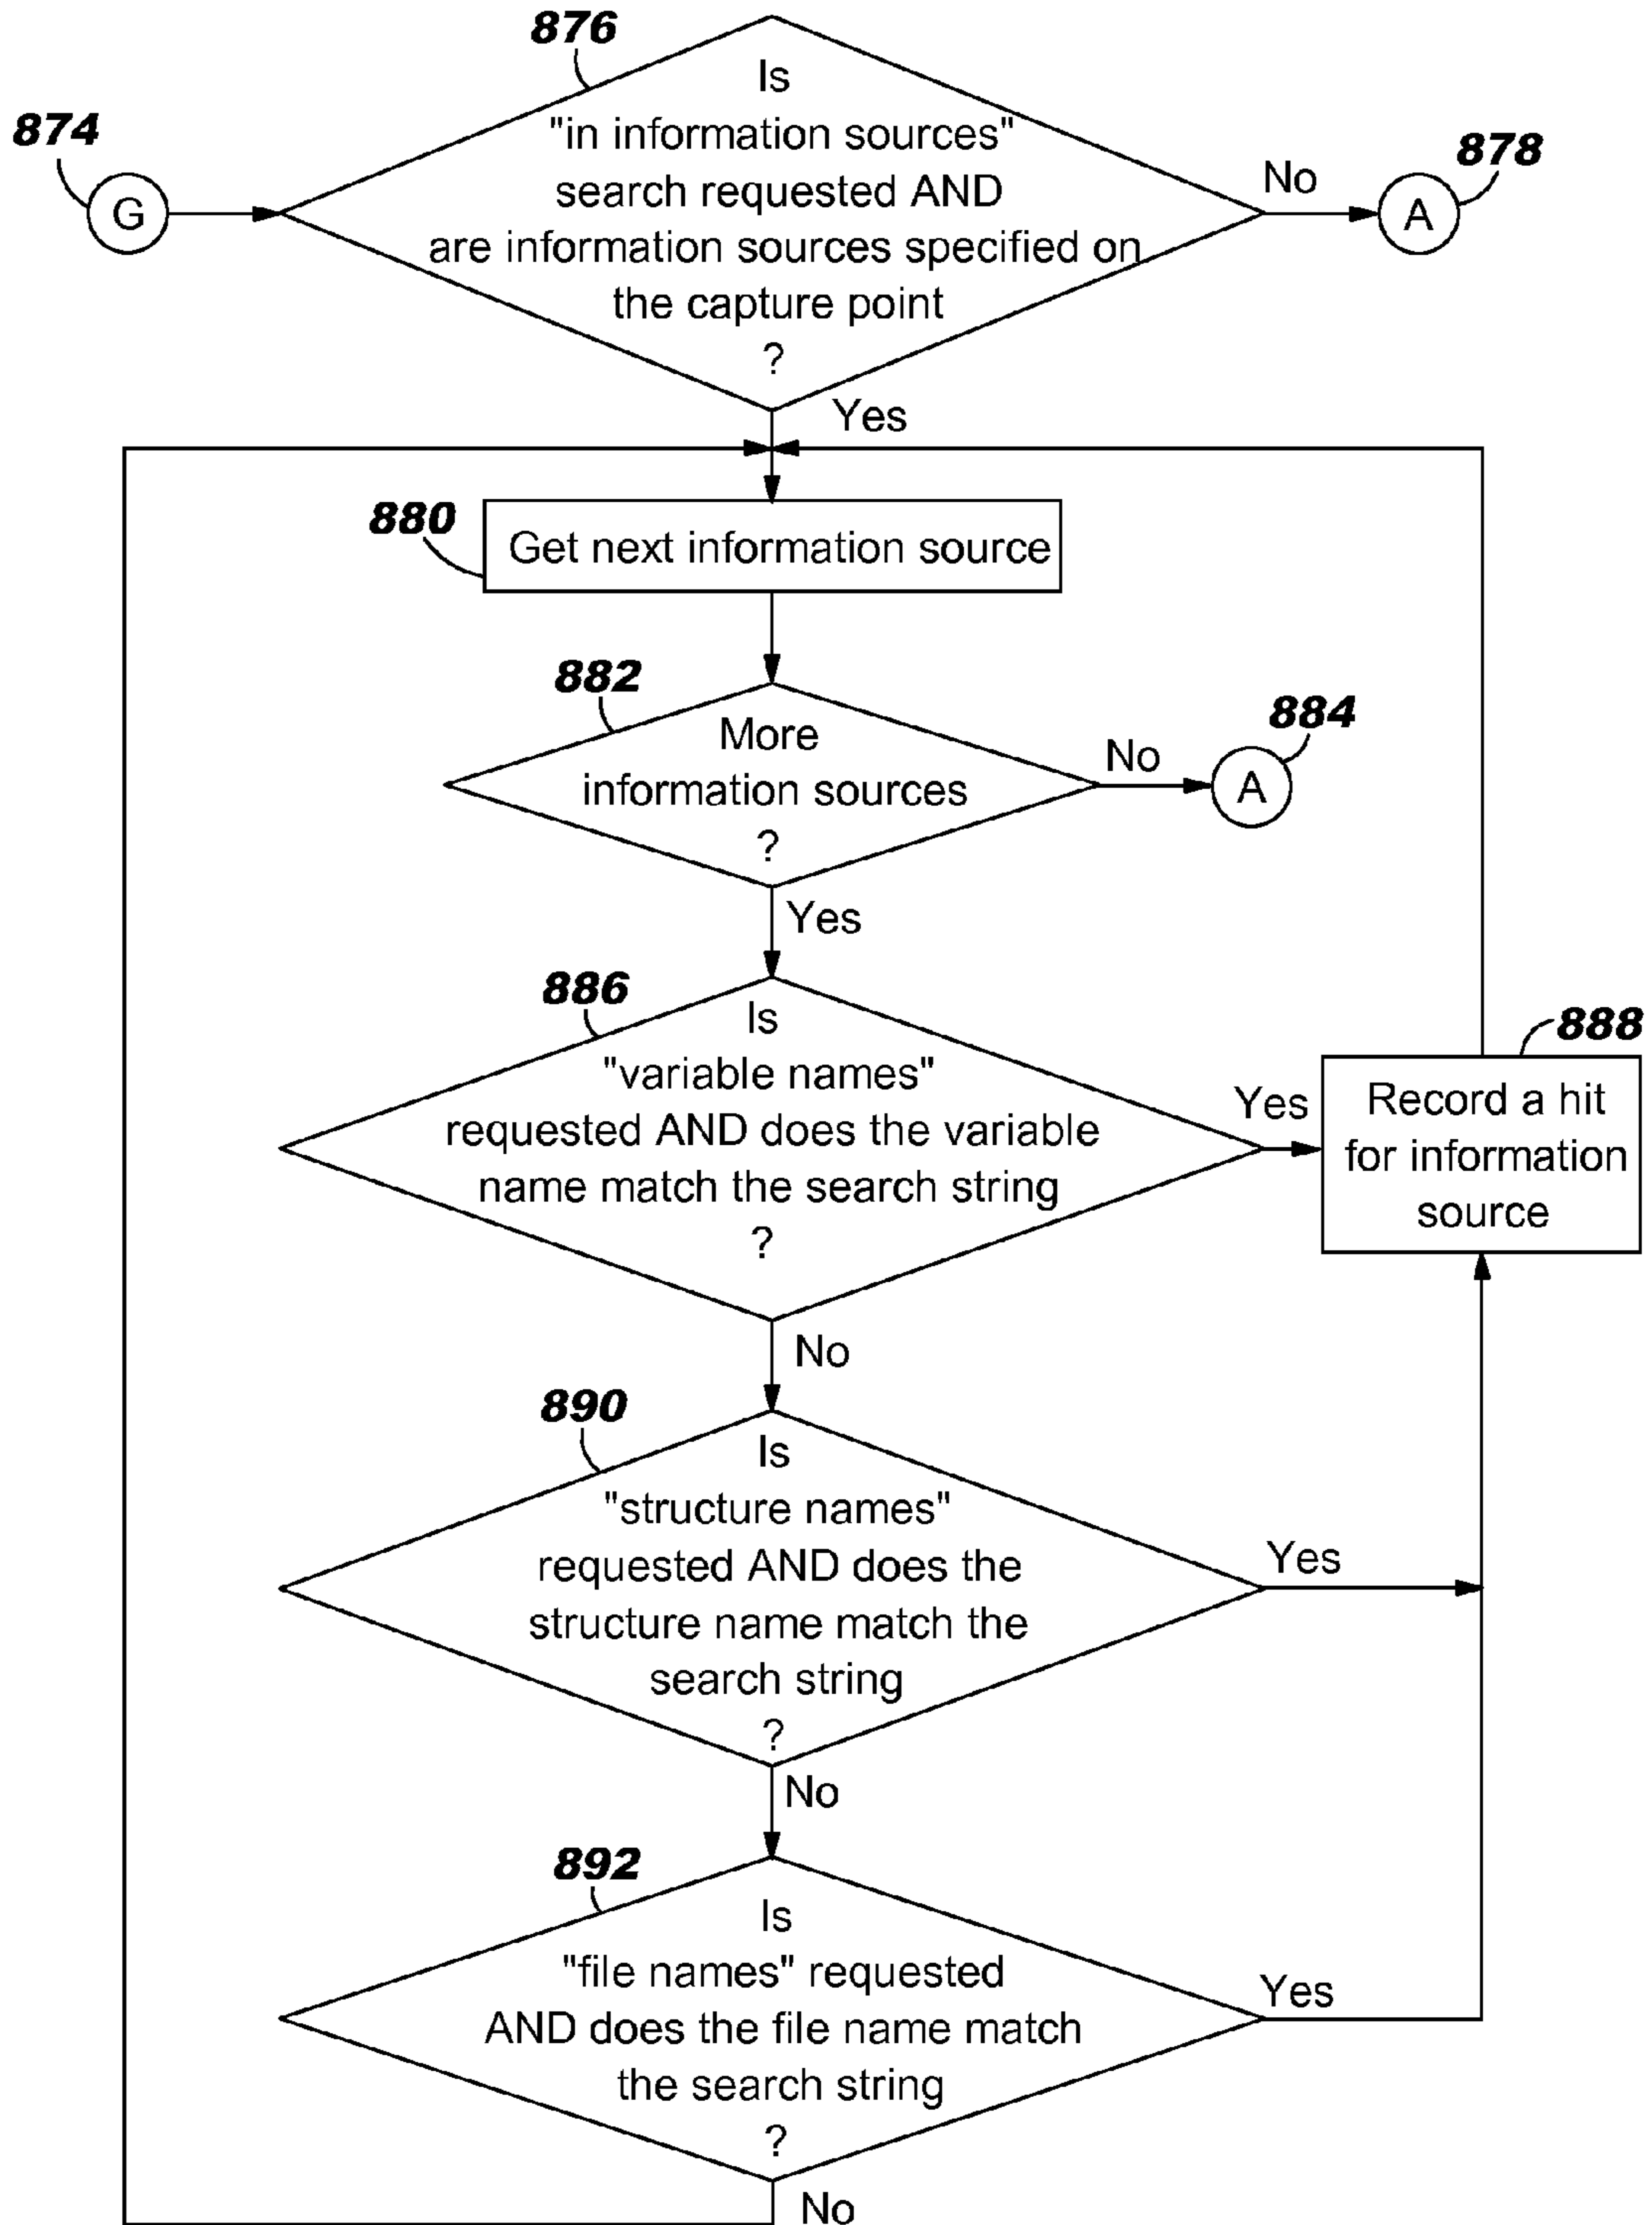 876
Is
"in information sources"
search requested AND
are information sources specified on
the capture point
?
874
G
No
878
A
Yes
880
Get next information source
882
More
information sources
?
No
884
A
Yes
886
Is
"variable names"
requested AND does the variable
name match the search string
?
Yes
888
Record a hit
for information
source
No
890
Is
"structure names"
requested AND does the
structure name match the
search string
?
Yes
No
892
Is
"file names" requested
AND does the file name match
the search string
?
Yes
No